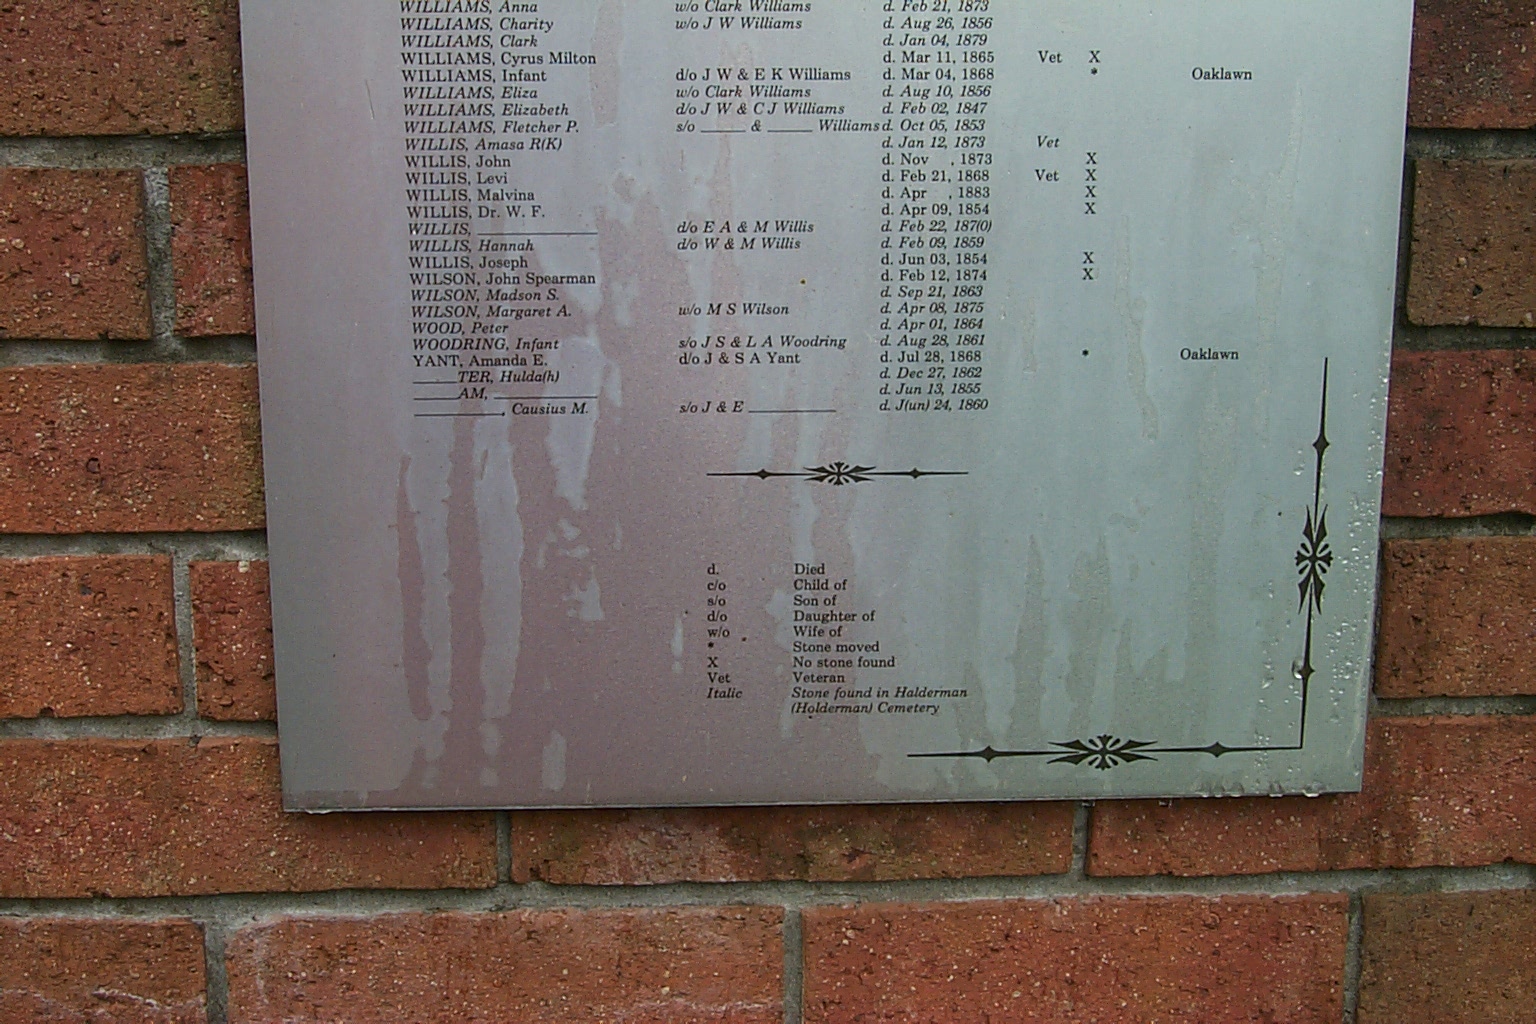 WILLIAMS, Anna w/o Clark Williams d. Feb 21, 1873
WILLIAMS, Charity w/o J W Williams d. Aug 26, 1856
WILLIAMS, Clark d. Jan 04, 1879
WILLIAMS, Cyrus Milton d. Mar 11, 1865 Vet X
WILLIAMS, Infant d/o J W & E K Williams d. Mar 04, 1868 * Oaklawn
WILLIAMS, Eliza w/o Clark Williams d. Aug 10, 1856
WILLIAMS, Elizabeth d/o J W & C J Williams d. Feb 02, 1847
WILLIAMS, Fletcher P. s/o _____ & _____ Williams d. Oct 05, 1853
WILLIS, Amasa R(K) d. Jan 12, 1873 Vet
WILLIS, John d. Nov , 1873 X
WILLIS, Levi d. Feb 21, 1868 Vet X
WILLIS, Malvina d. Apr , 1883 X
WILLIS, Dr. W. F. d. Apr 09, 1854 X
WILLIS, ______________ d/o E A & M Willis d. Feb 22, 187(0)
WILLIS, Hannah d/o W & M Willis d. Feb 09, 1859
WILLIS, Joseph d. Jun 03, 1854 X
WILSON, John Spearman d. Feb 12, 1874 X
WILSON, Madson S. d. Sep 21, 1863
WILSON, Margaret A. w/o M S Wilson d. Apr 08, 1875
WOOD, Peter d. Apr 01, 1864
WOODRING, Infant s/o J S & L A Woodring d. Aug 28, 1861
YANT, Amanda E. d/o J & S A Yant d. Jul 28, 1868 * Oaklawn
_____TER, Hulda(h) d. Dec 27, 1862
_____AM, ____________ d. Jun 13, 1855
__________, Causius M. s/o J & E __________ d. J(un) 24, 1860
d. Died
c/o Child of
s/o Son of
d/o Daughter of
w/o Wife of
* Stone moved
X No stone found
Vet Veteran
Italic Stone found in Halderman
(Holderman) Cemetery